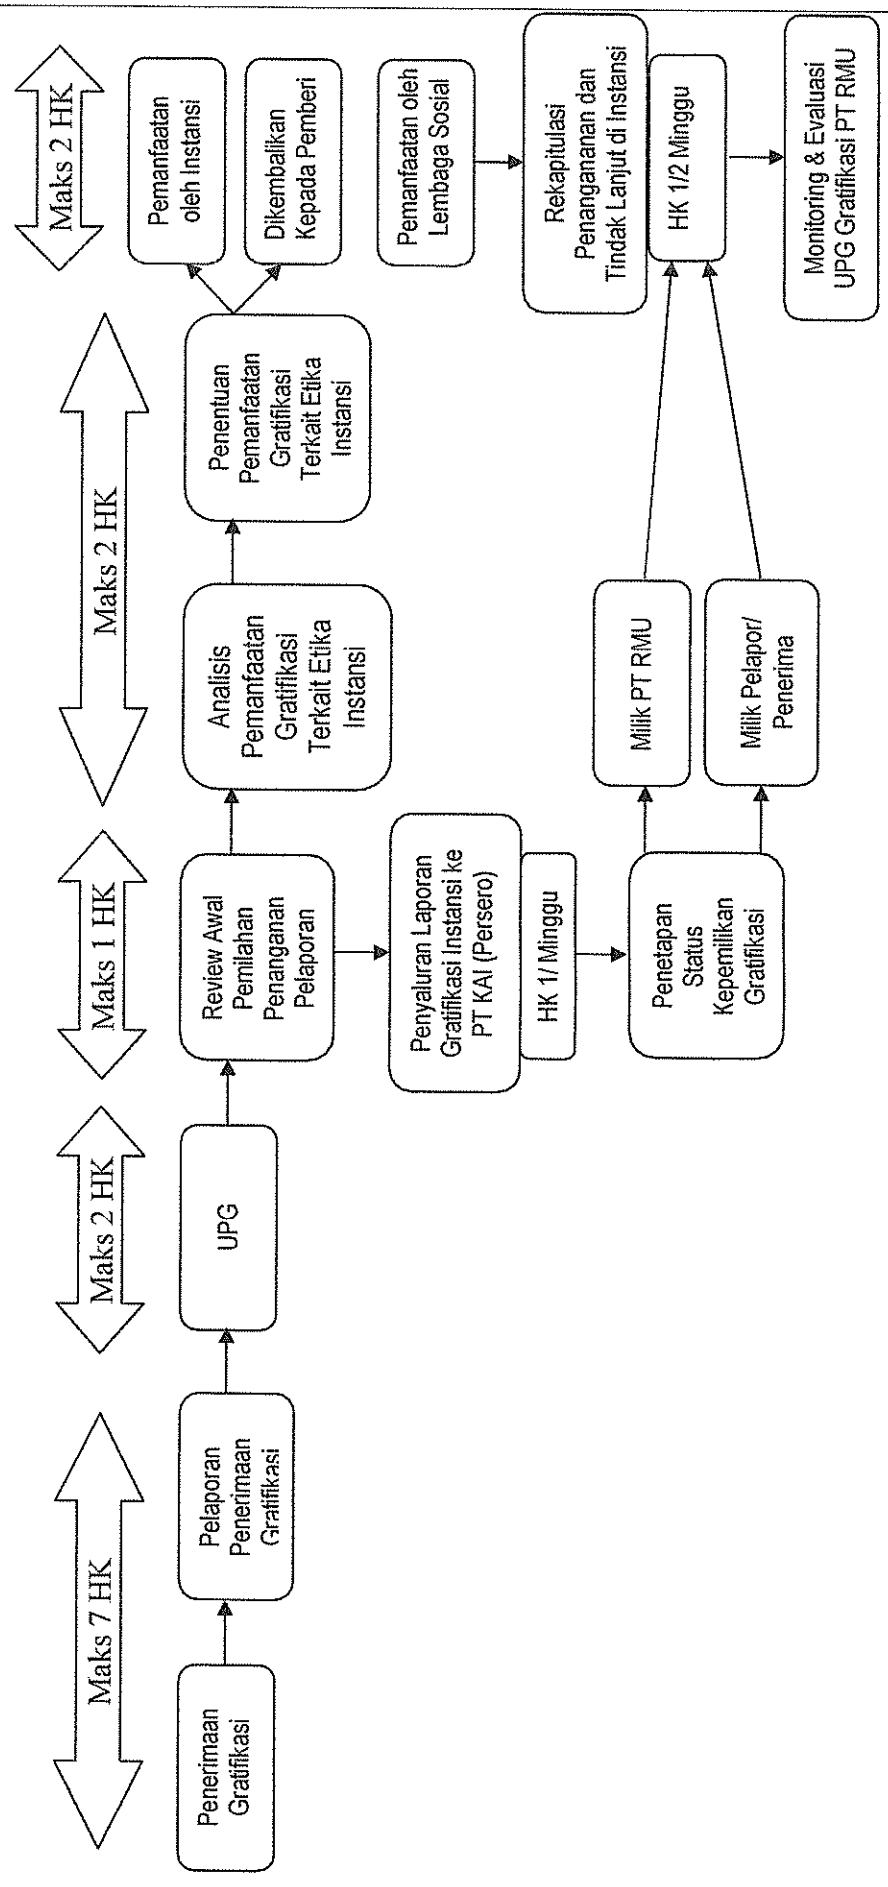 Maks 7 HK
Maks 2 HK
Maks 1 HK
Maks 2 HK
Maks 2 HK
Penerimaan
Gratifikasi
Pelaporan
Penerimaan
Gratifikasi
UPG
Review Awal
Pemilahan
Penanganan
Pelaporan
Analisis
Pemanfaatan
Gratifikasi
Terkait Etika
Instansi
Penentuan
Pemanfaatan
Gratifikasi
Terkait Etika
Instansi
Pemanfaatan
oleh Instansi
Dikembalikan
Kepada Pemberi
Pemanfaatan oleh
Lembaga Sosial
Penyaluran Laporan
Gratifikasi Instansi ke
PT KAI (Persero)
HK 1/ Minggu
Rekapitulasi
Penanganan dan
Tindak Lanjut di Instansi
HK 1/2 Minggu
Penetapan
Status
Kepemilikan
Gratifikasi
Milik PT RMU
Milik Pelapor/
Penerima
Monitoring & Evaluasi
UPG Gratifikasi PT RMU